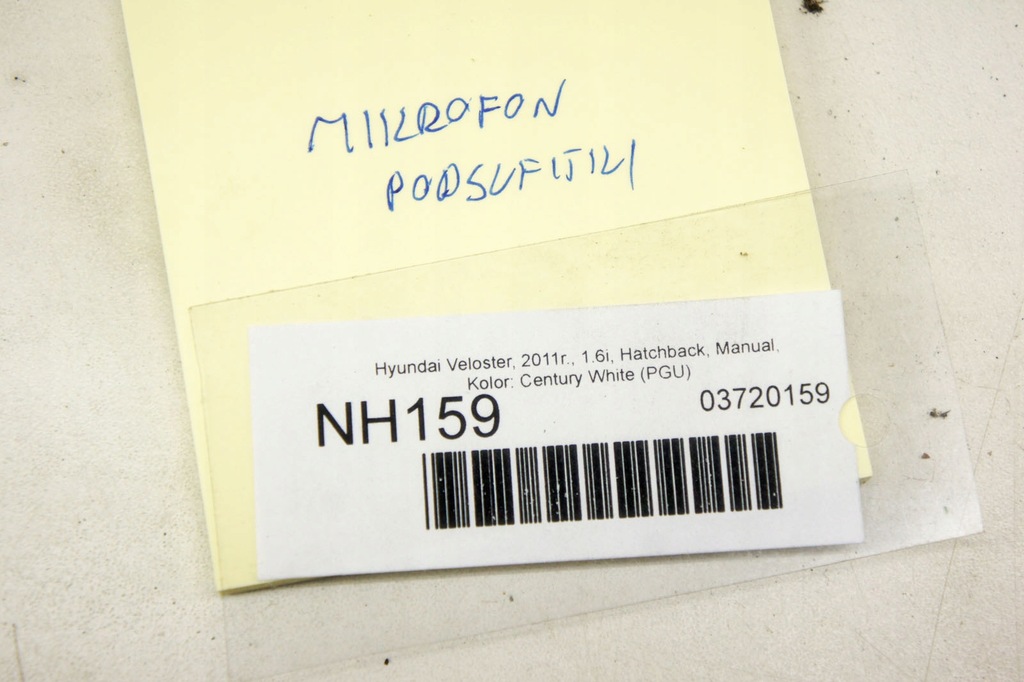 MIKROFON
PODSUFITKI
Hyundai Veloster, 2011r., 1.6i, Hatchback, Manual,
Kolor: Century White (PGU)
NH159
03720159